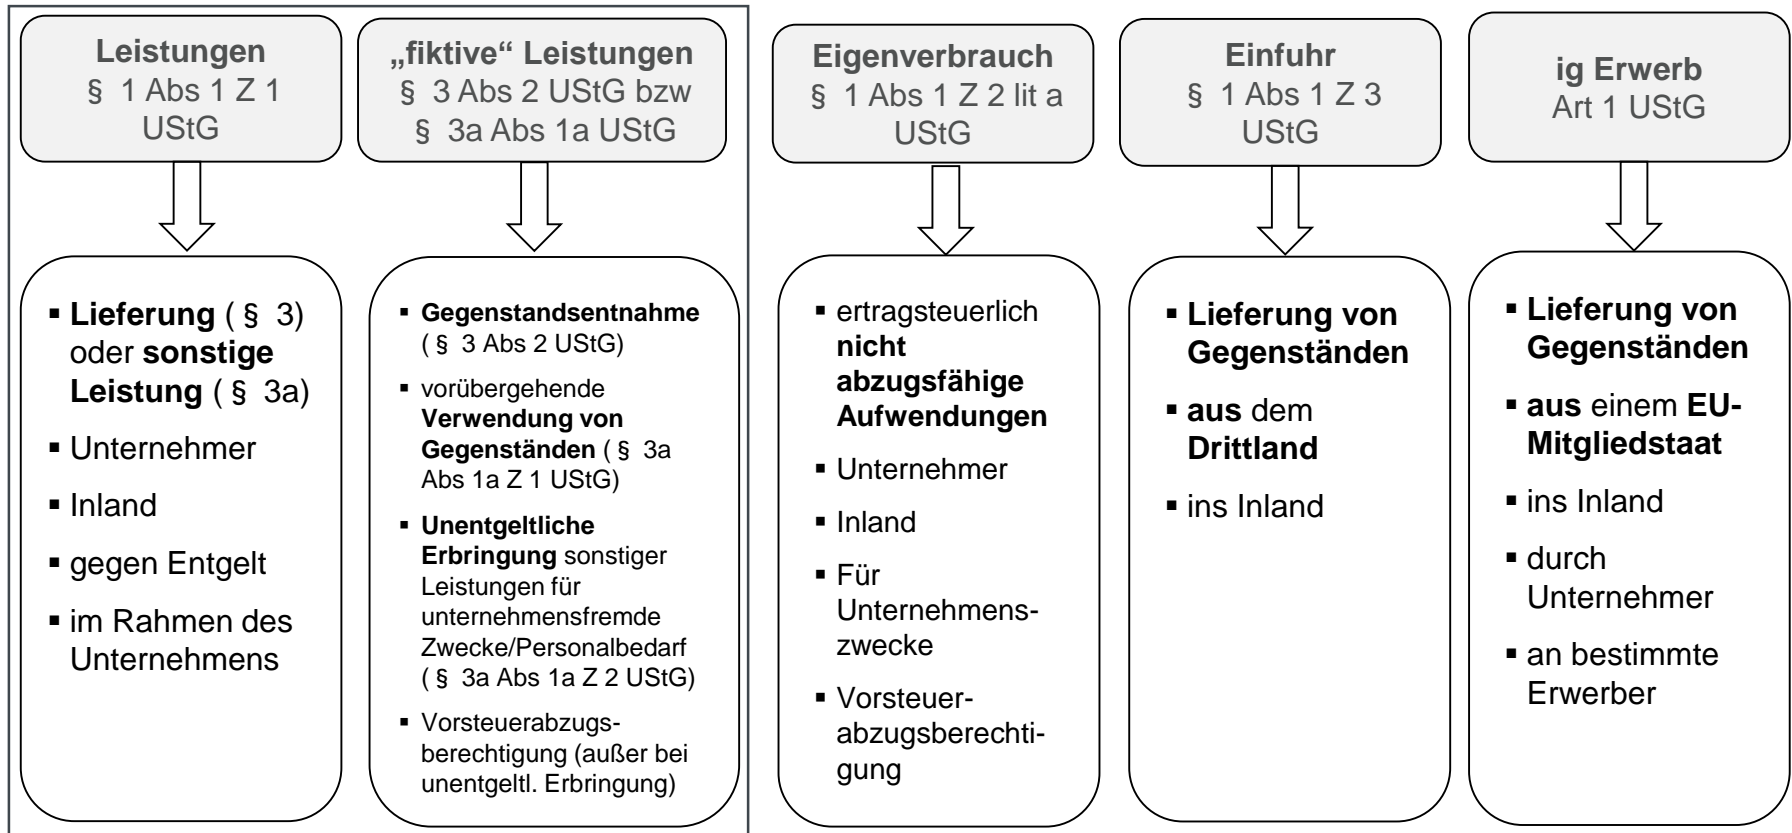 Leistungen
§ 1 Abs 1 Z 1
UStG
„fiktive“ Leistungen
§ 3 Abs 2 UStG bzw
§ 3a Abs 1a UStG
Eigenverbrauch
§ 1 Abs 1 Z 2 lit a
UStG
Einfuhr
§ 1 Abs 1 Z 3
UStG
ig Erwerb
Art 1 UStG
▪ Lieferung ( § 3)
oder sonstige
Leistung ( § 3a)
▪ Unternehmer
▪ Inland
▪ gegen Entgelt
▪ im Rahmen des
Unternehmens
▪ Gegenstandsentnahme
( § 3 Abs 2 UStG)
▪ vorübergehende
Verwendung von
Gegenständen ( § 3a
Abs 1a Z 1 UStG)
▪ Unentgeltliche
Erbringung sonstiger
Leistungen für
unternehmensfremde
Zwecke/Personalbedarf
( § 3a Abs 1a Z 2 UStG)
▪ Vorsteuerabzugs-
berechtigung (außer bei
unentgeltl. Erbringung)
▪ ertragsteuerlich
nicht
abzugsfähige
Aufwendungen
▪ Unternehmer
▪ Inland
▪ Für
Unternehmens-
zwecke
▪ Vorsteuer-
abzugsberechti-
gung
▪ Lieferung von
Gegenständen
▪ aus dem
Drittland
▪ ins Inland
▪ Lieferung von
Gegenständen
▪ aus einem EU-
Mitgliedstaat
▪ ins Inland
▪ durch
Unternehmer
▪ an bestimmte
Erwerber